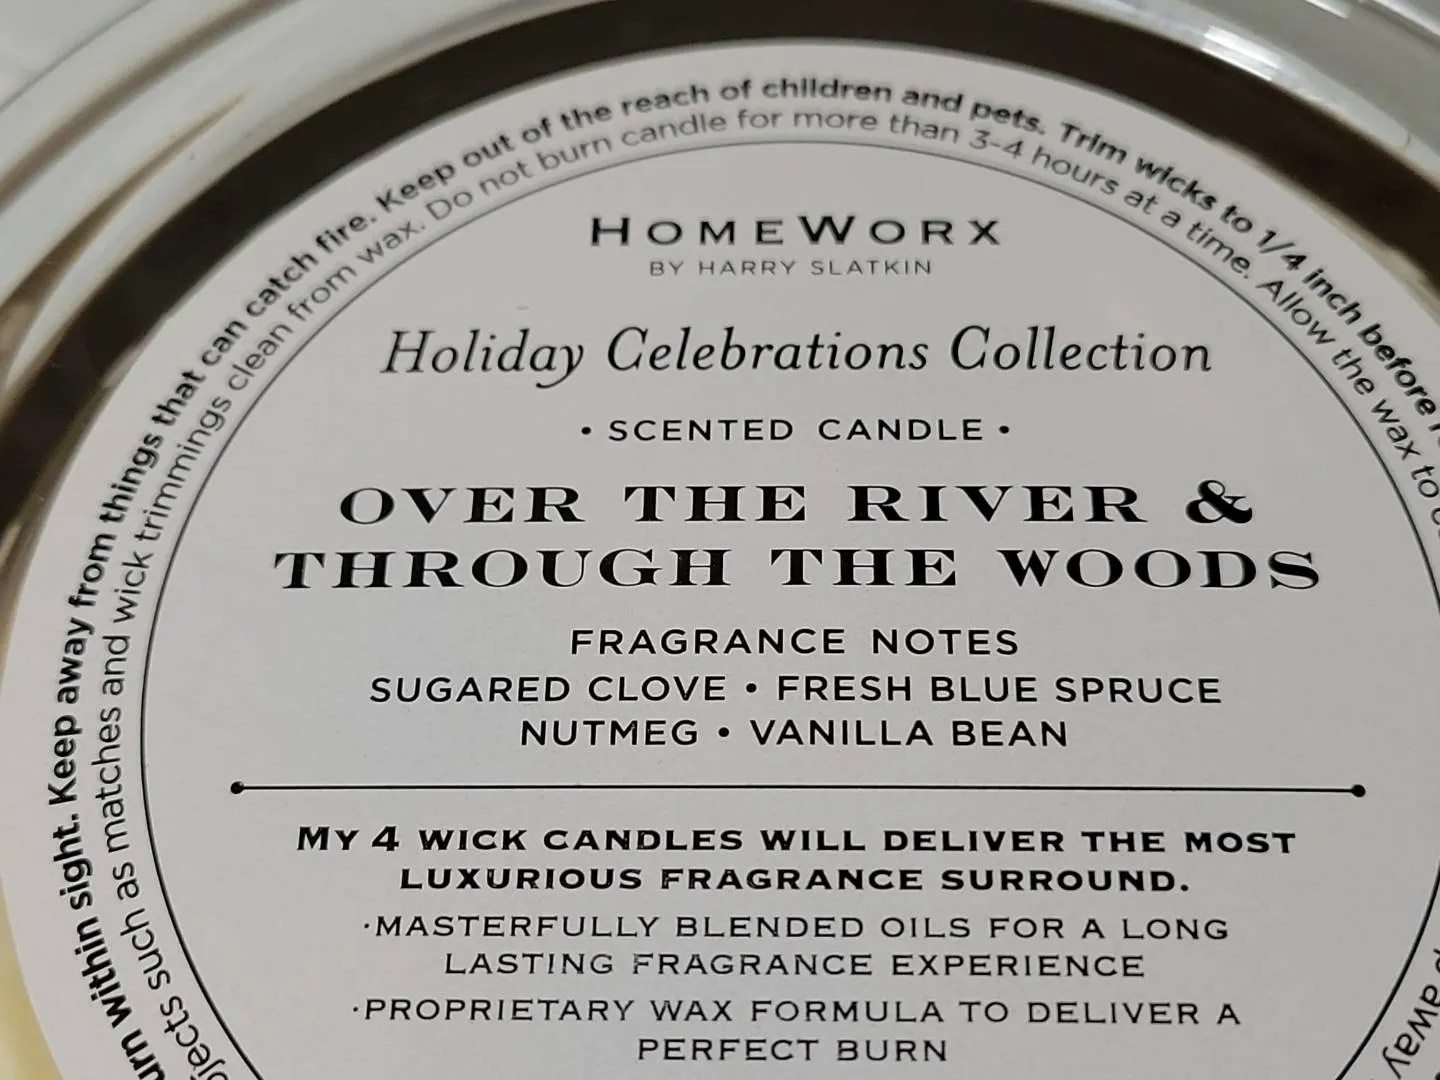 urn within sight. Keep away from things that can catch fire. Keep out of the reach of children and pets. Trim wicks to 1/4 inch before
jects such as matches and wick trimmings clean from wax. Do not burn candle for more than 3-4 hours at a time. Allow the wax to
HOMEWORX
BY HARRY SLATKIN
Holiday Celebrations Collection
• SCENTED CANDLE •
OVER THE RIVER &
THROUGH THE WOODS
FRAGRANCE NOTES
SUGARED CLOVE • FRESH BLUE SPRUCE
NUTMEG • VANILLA BEAN
MY 4 WICK CANDLES WILL DELIVER THE MOST
LUXURIOUS FRAGRANCE SURROUND.
·MASTERFULLY BLENDED OILS FOR A LONG
LASTING FRAGRANCE EXPERIENCE
·PROPRIETARY WAX FORMULA TO DELIVER A
PERFECT BURN
away